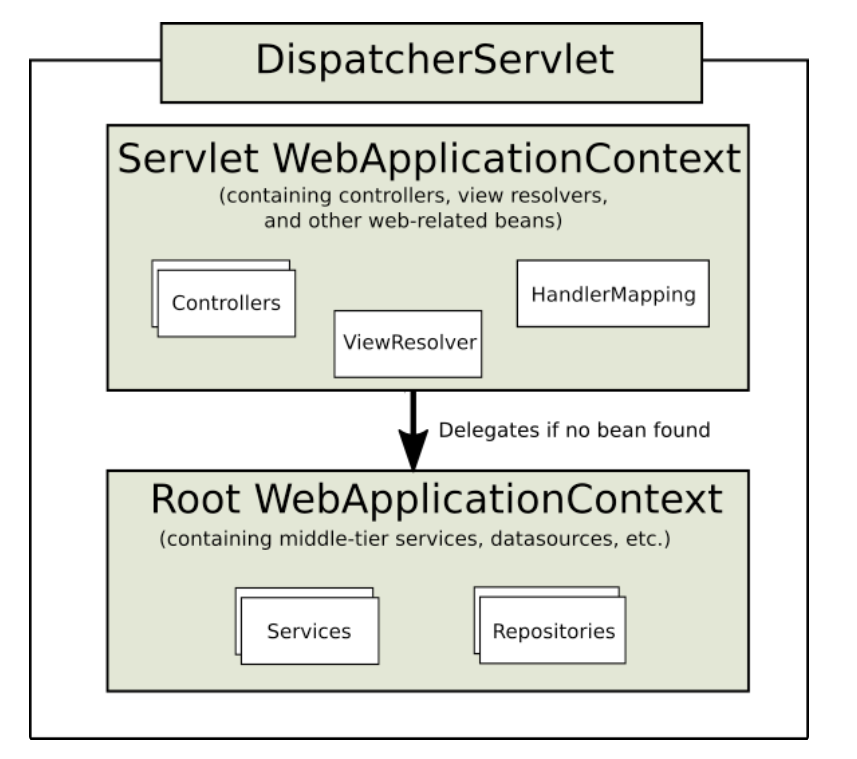 DispatcherServlet
Servlet WebApplicationContext
(containing controllers, view resolvers,
and other web-related beans)
Controllers
HandlerMapping
ViewResolver
Delegates if no bean found
Root WebApplicationContext
(containing middle-tier services, datasources, etc.)
Services
Repositories